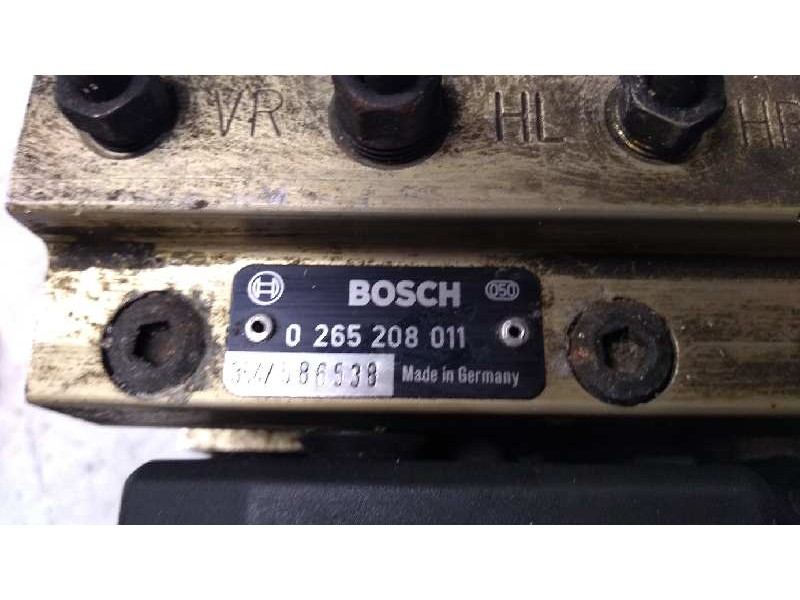 VR HL
BOSCH 050
0 265 208 011
Made in Germany